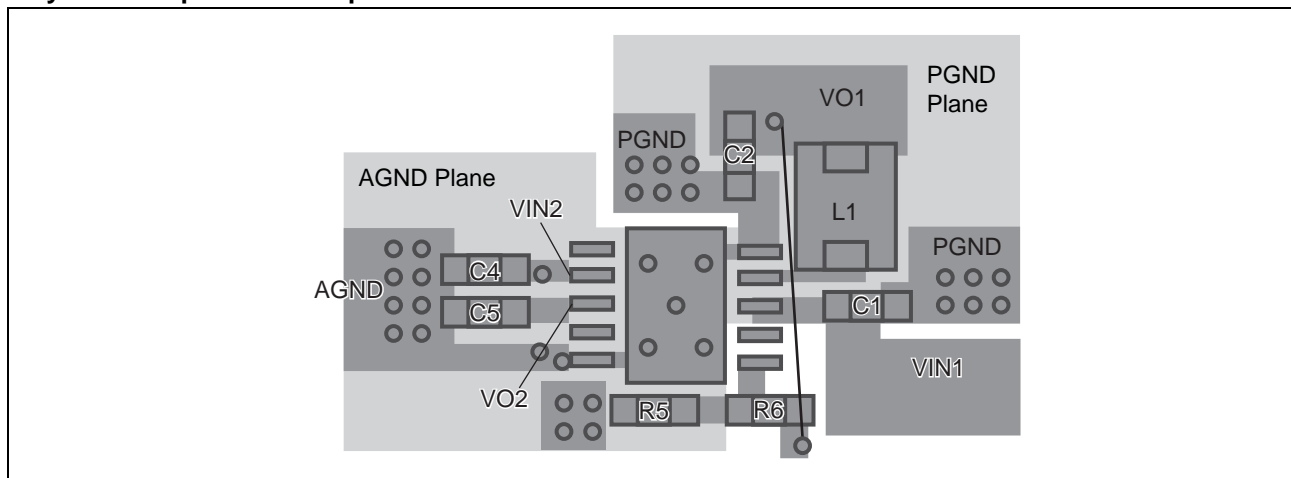 PGND
Plane
VO1
PGND
C2
AGND Plane
VIN2
L1
PGND
C4
AGND
C5
C1
VIN1
VO2
R5
R6